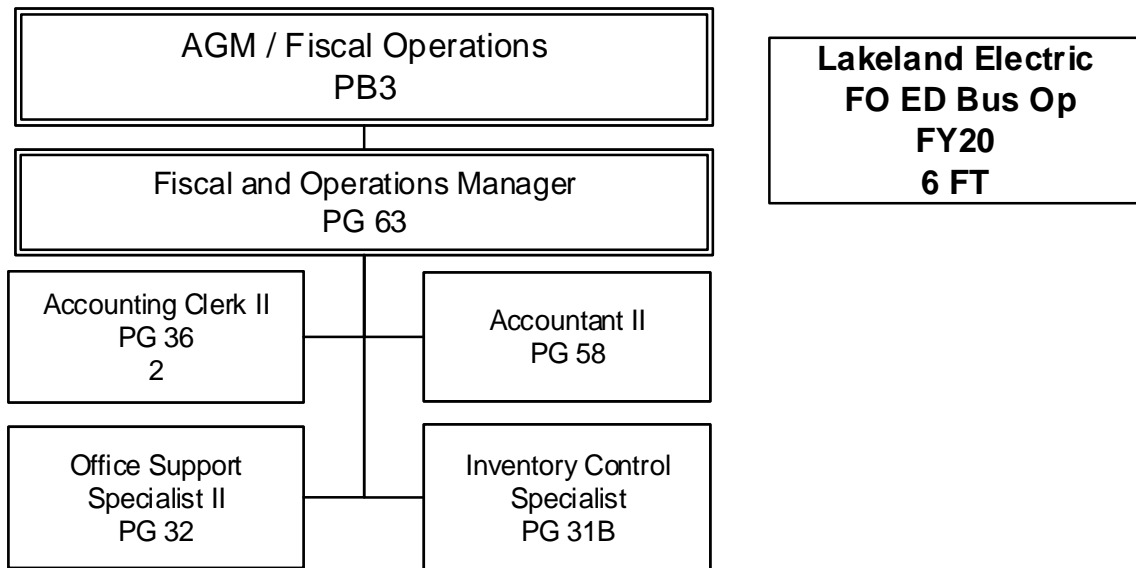 AGM / Fiscal Operations
PB3
Lakeland Electric
FO ED Bus Op
FY20
6 FT
Fiscal and Operations Manager
PG 63
Accounting Clerk II
PG 36
2
Accountant II
PG 58
Office Support
Specialist II
PG 32
Inventory Control
Specialist
PG 31B